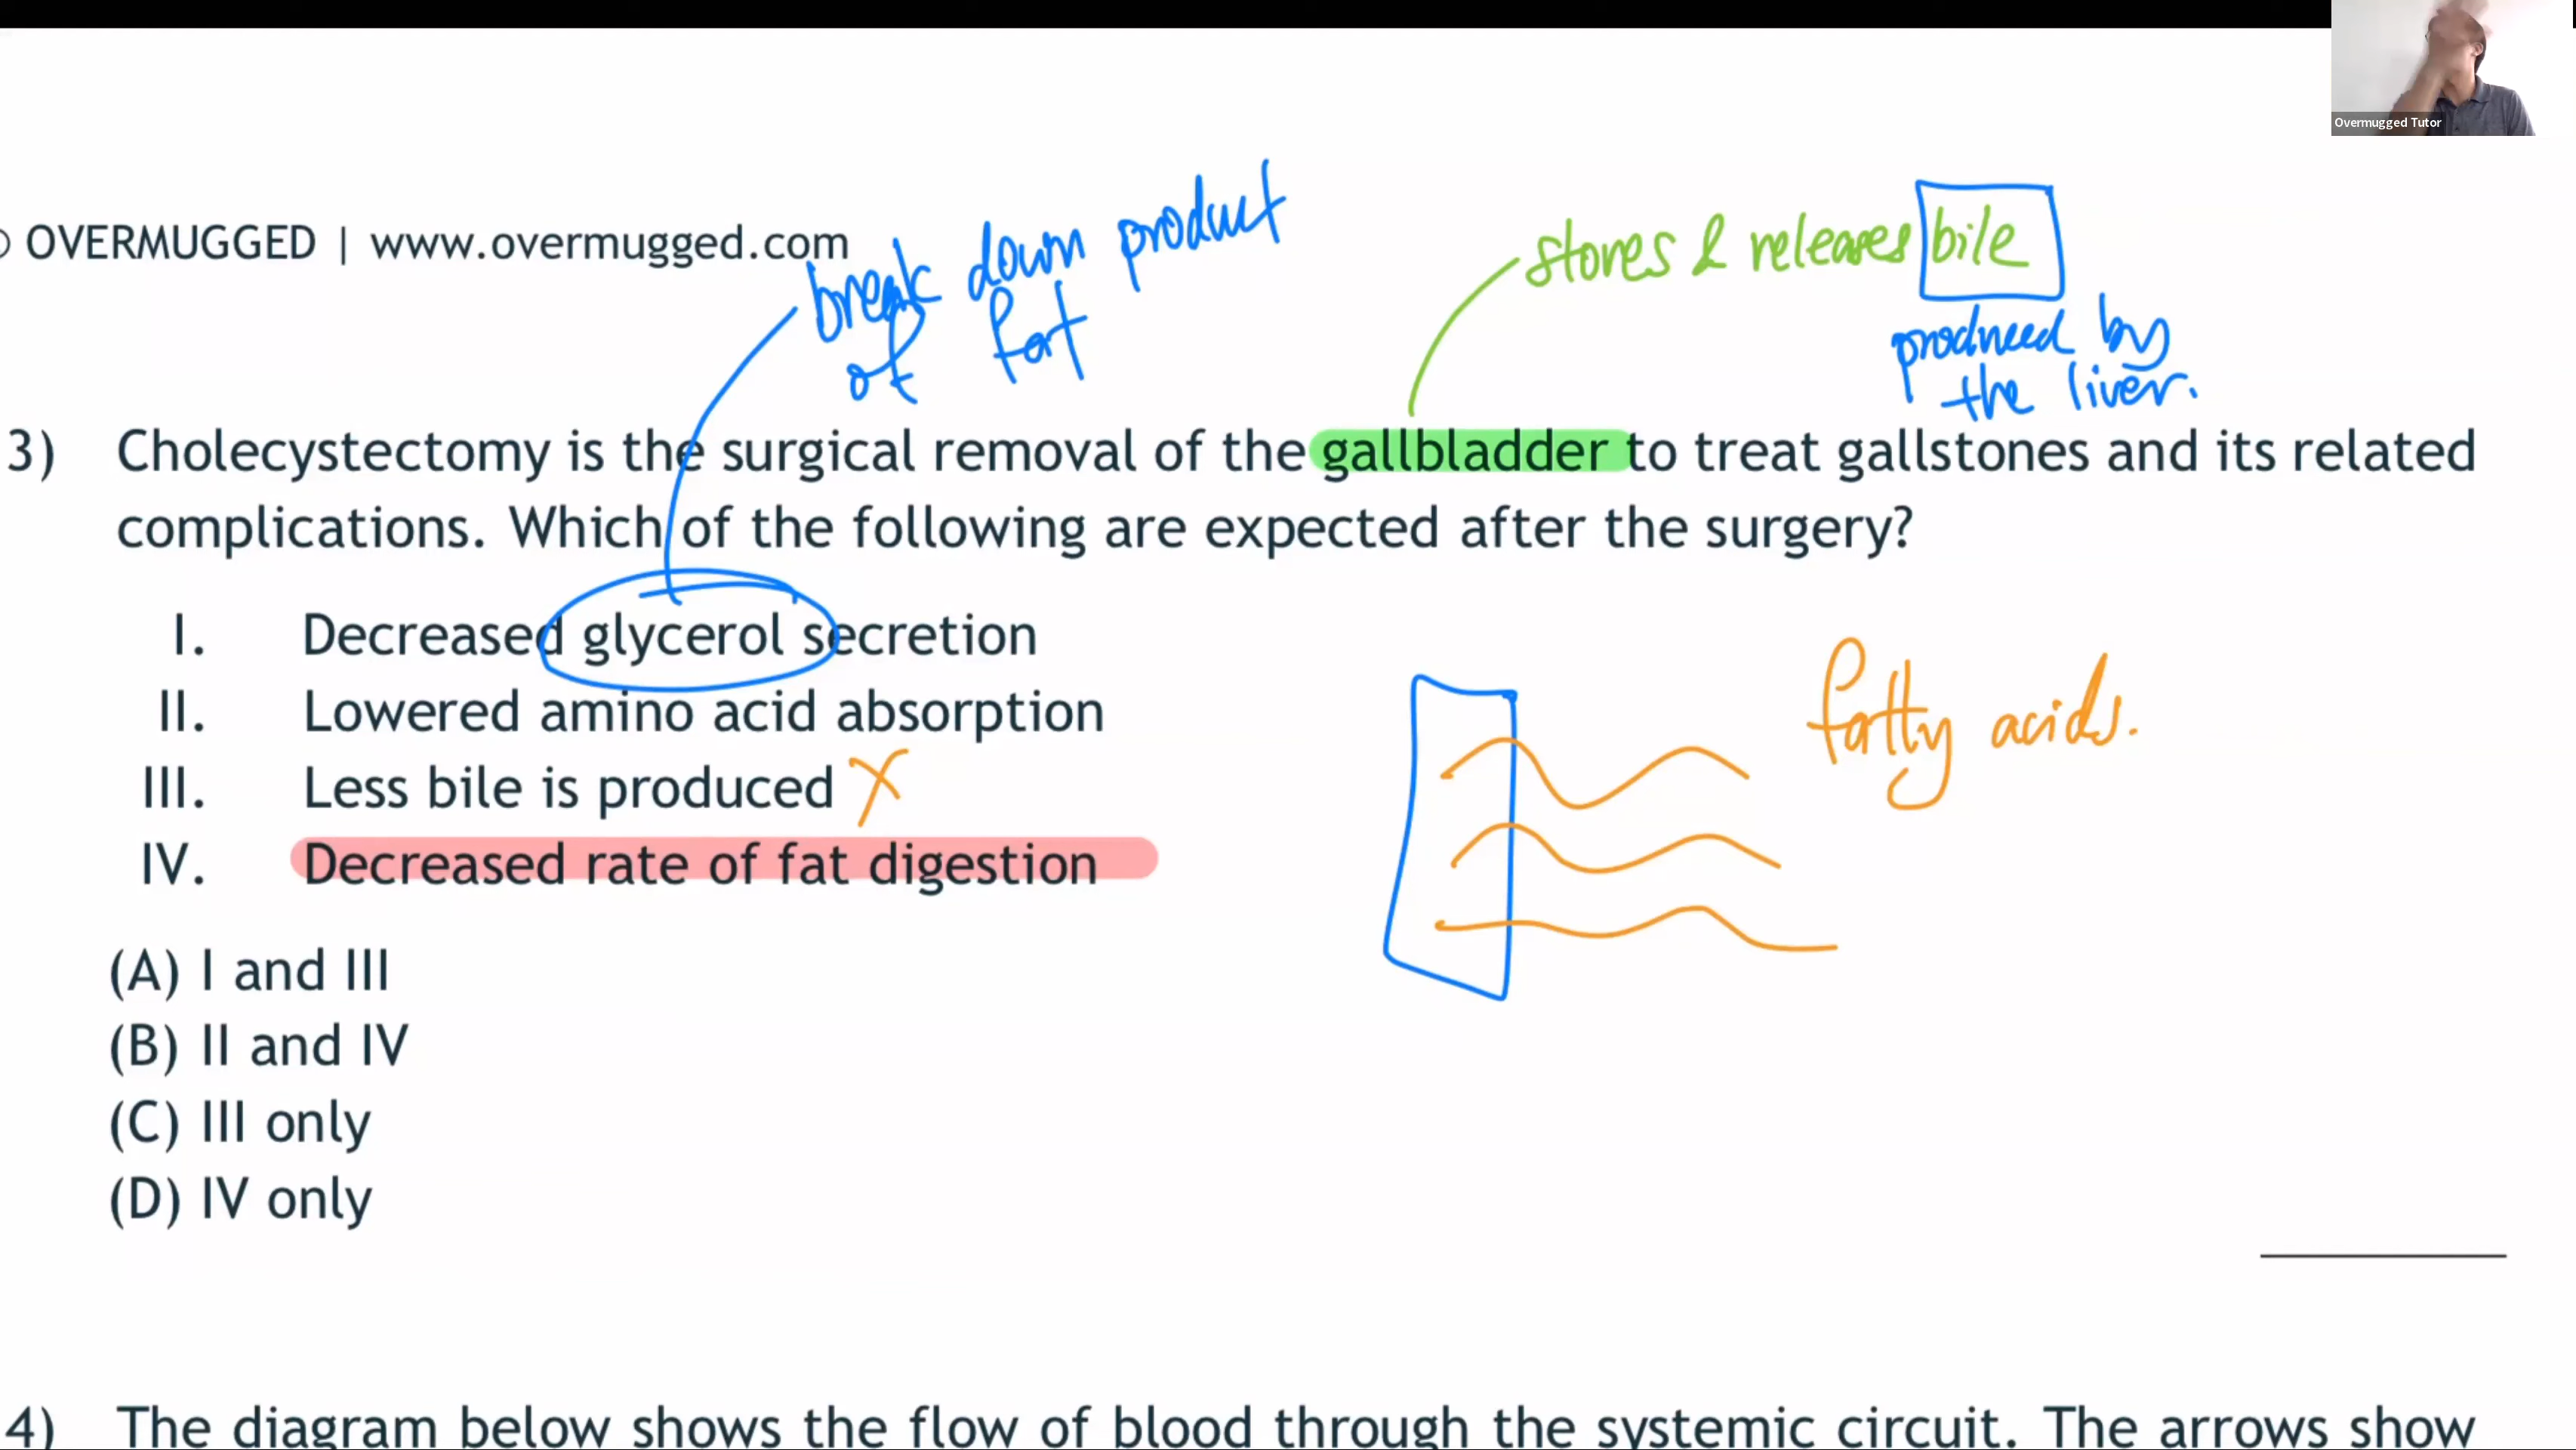 Overmugged Tutor
OVERMUGGED | www.overmugged.com
break down product
of fat
stores & releases bile
produced by
the liver.
3) Cholecystectomy is the surgical removal of the gallbladder to treat gallstones and its related
complications. Which of the following are expected after the surgery?
I. Decreased glycerol secretion
II. Lowered amino acid absorption
III. Less bile is produced X
IV. Decreased rate of fat digestion
fatty acids.
(A) I and III
(B) II and IV
(C) III only
(D) IV only
4) The diagram below shows the flow of blood through the systemic circuit. The arrows show